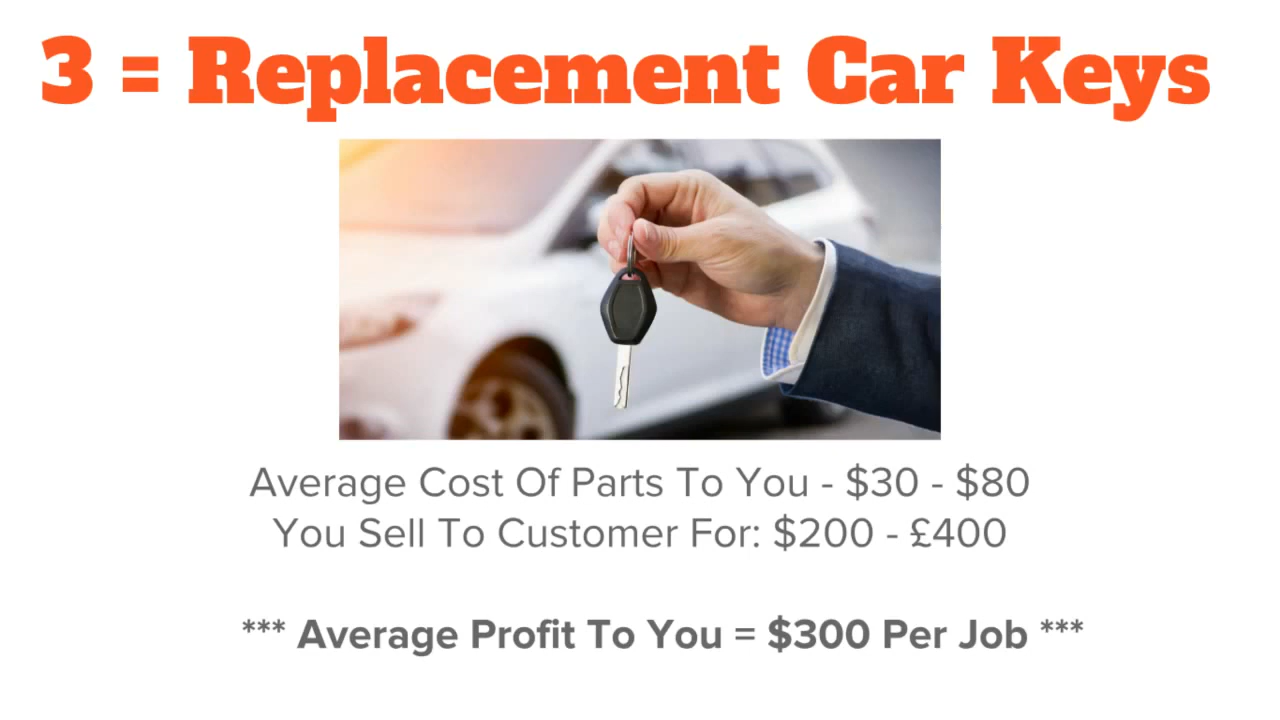 3 = Replacement Car Keys
Average Cost Of Parts To You - $30 - $80
You Sell To Customer For: $200 - £400
*** Average Profit To You = $300 Per Job ***